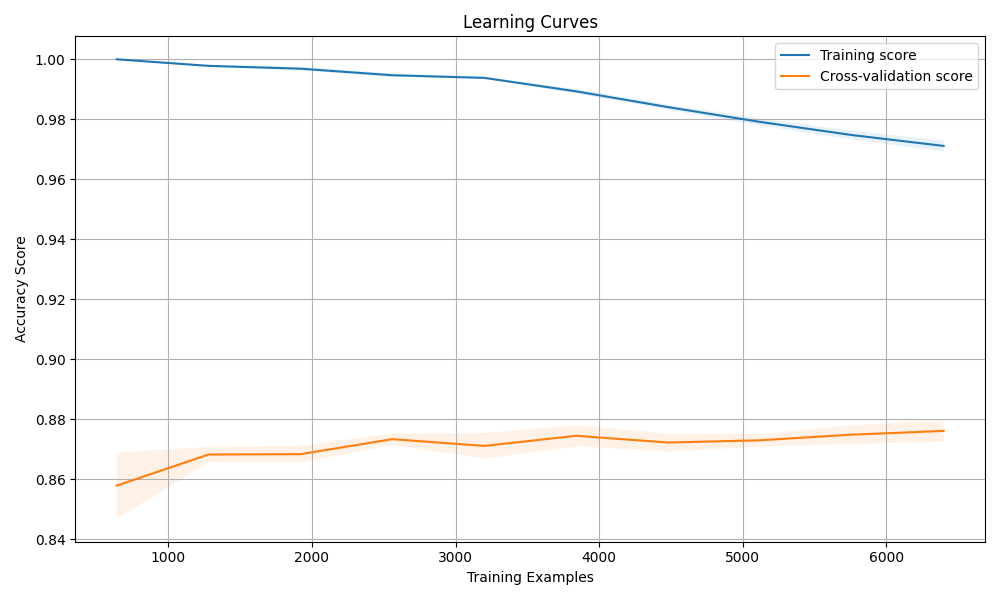 Learning Curves
Training score
Cross-validation score
1.00
0.98
0.96
0.94
0.92
0.90
0.88
0.86
0.84
Accuracy Score
1000 2000 3000 4000 5000 6000
Training Examples